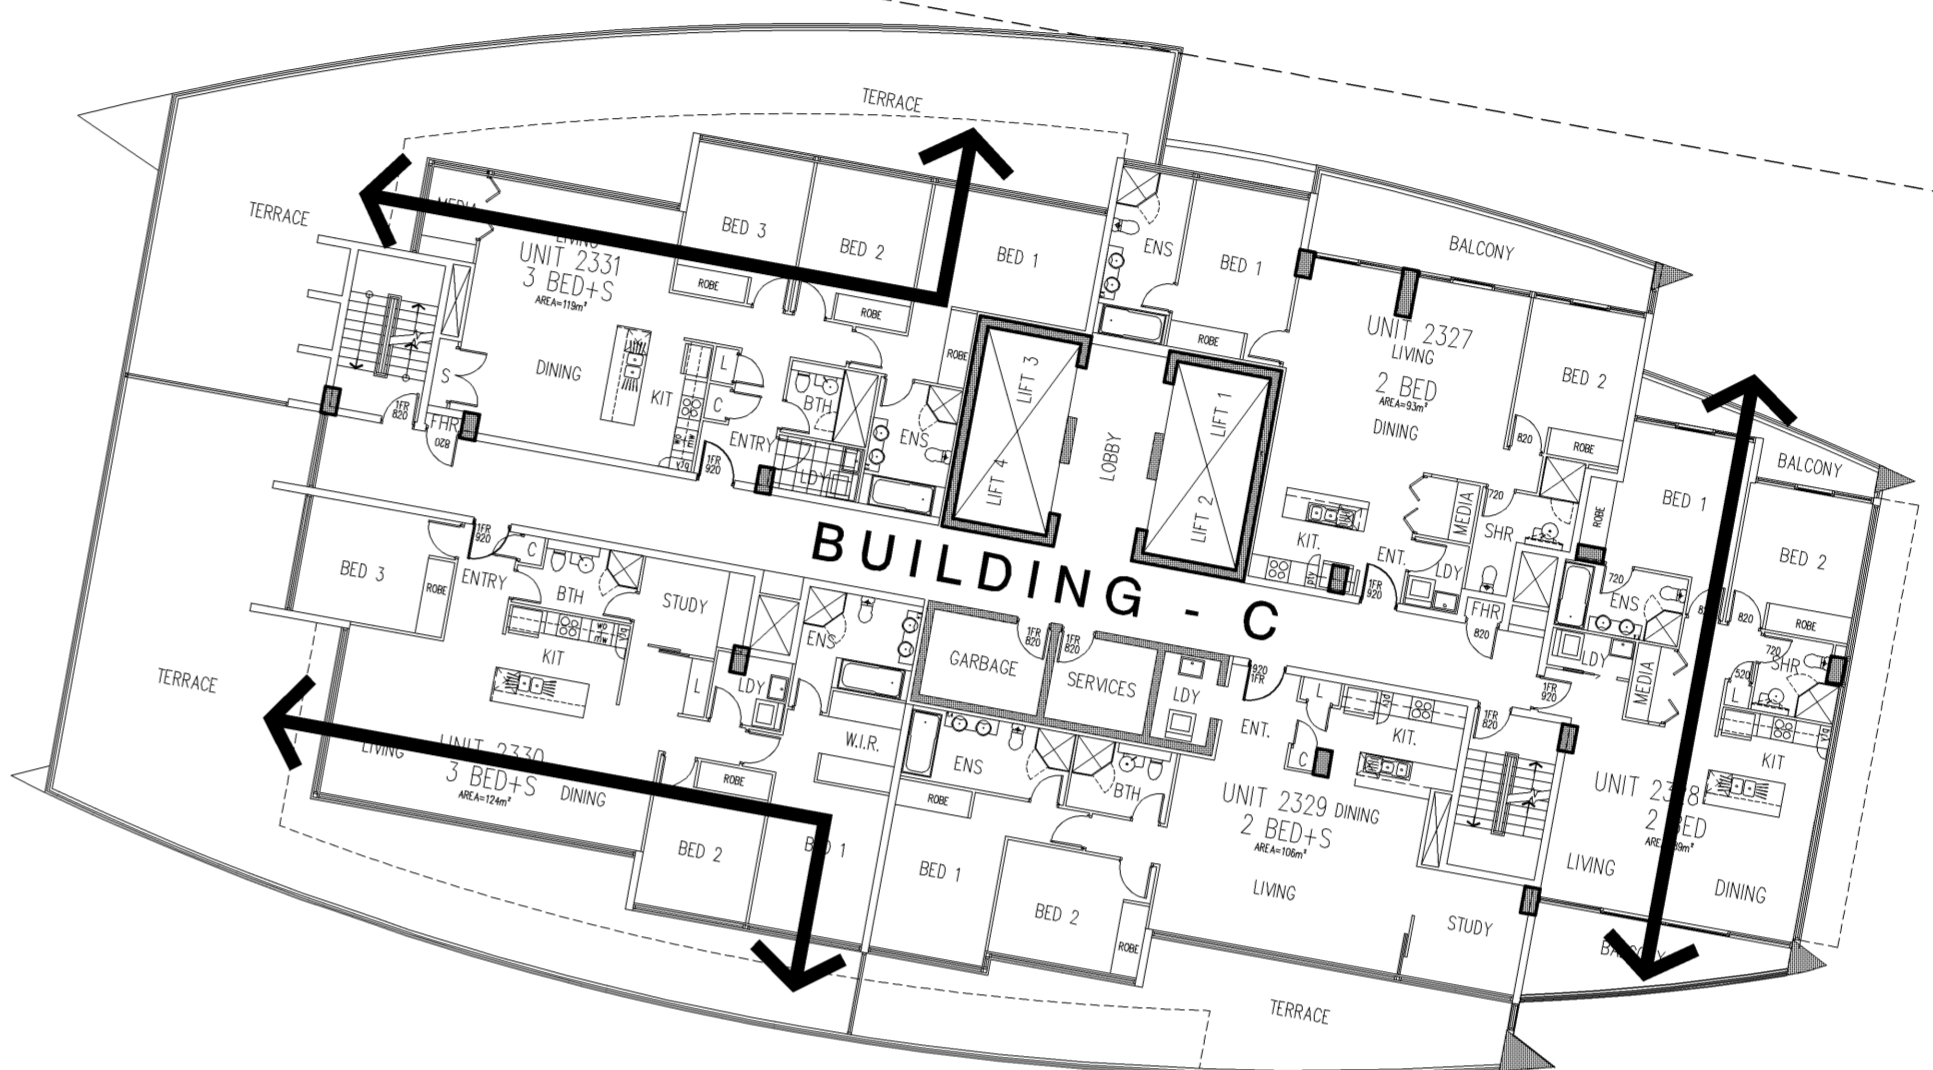 TERRACE
TERRACE
BED 3
BED 2
BED 1
UNIT 2331
3 BED+S
AREA=119m²
ROBE
ROBE
ROBE
DINING
KIT
L
C
S
BTH
ENTRY
LDY
ENS
1FR
820
FHR
820
1FR
920
LIFT 3
LIFT 4
LOBBY
LIFT 1
LIFT 2
ENS
BED 1
ROBE
BALCONY
UNIT 2327
LIVING
2 BED
AREA=93m²
DINING
BED 2
820
ROBE
MEDIA
720
SHR
KIT.
ENT.
LDY
1FR
920
FHR
820
BALCONY
BED 1
ROBE
BED 2
720
ENS
820
ROBE
720
SHR
520
L
LDY
MEDIA
1FR
920
KIT
LIVING
DINING
BUILDING - C
BED 3
ROBE
1FR
920
C
ENTRY
BTH
STUDY
KIT
L
LDY
ENS
W.I.R.
TERRACE
LIVING
UNIT 2330
3 BED+S
AREA=124m²
DINING
ROBE
BED 2
GARBAGE
1FR
820
1FR
820
SERVICES
LDY
920
1FR
ENT.
L
C
KIT.
1FR
820
ENS
BTH
ROBE
BED 1
BED 2
ROBE
UNIT 2329
DINING
2 BED+S
AREA=106m²
LIVING
STUDY
TERRACE